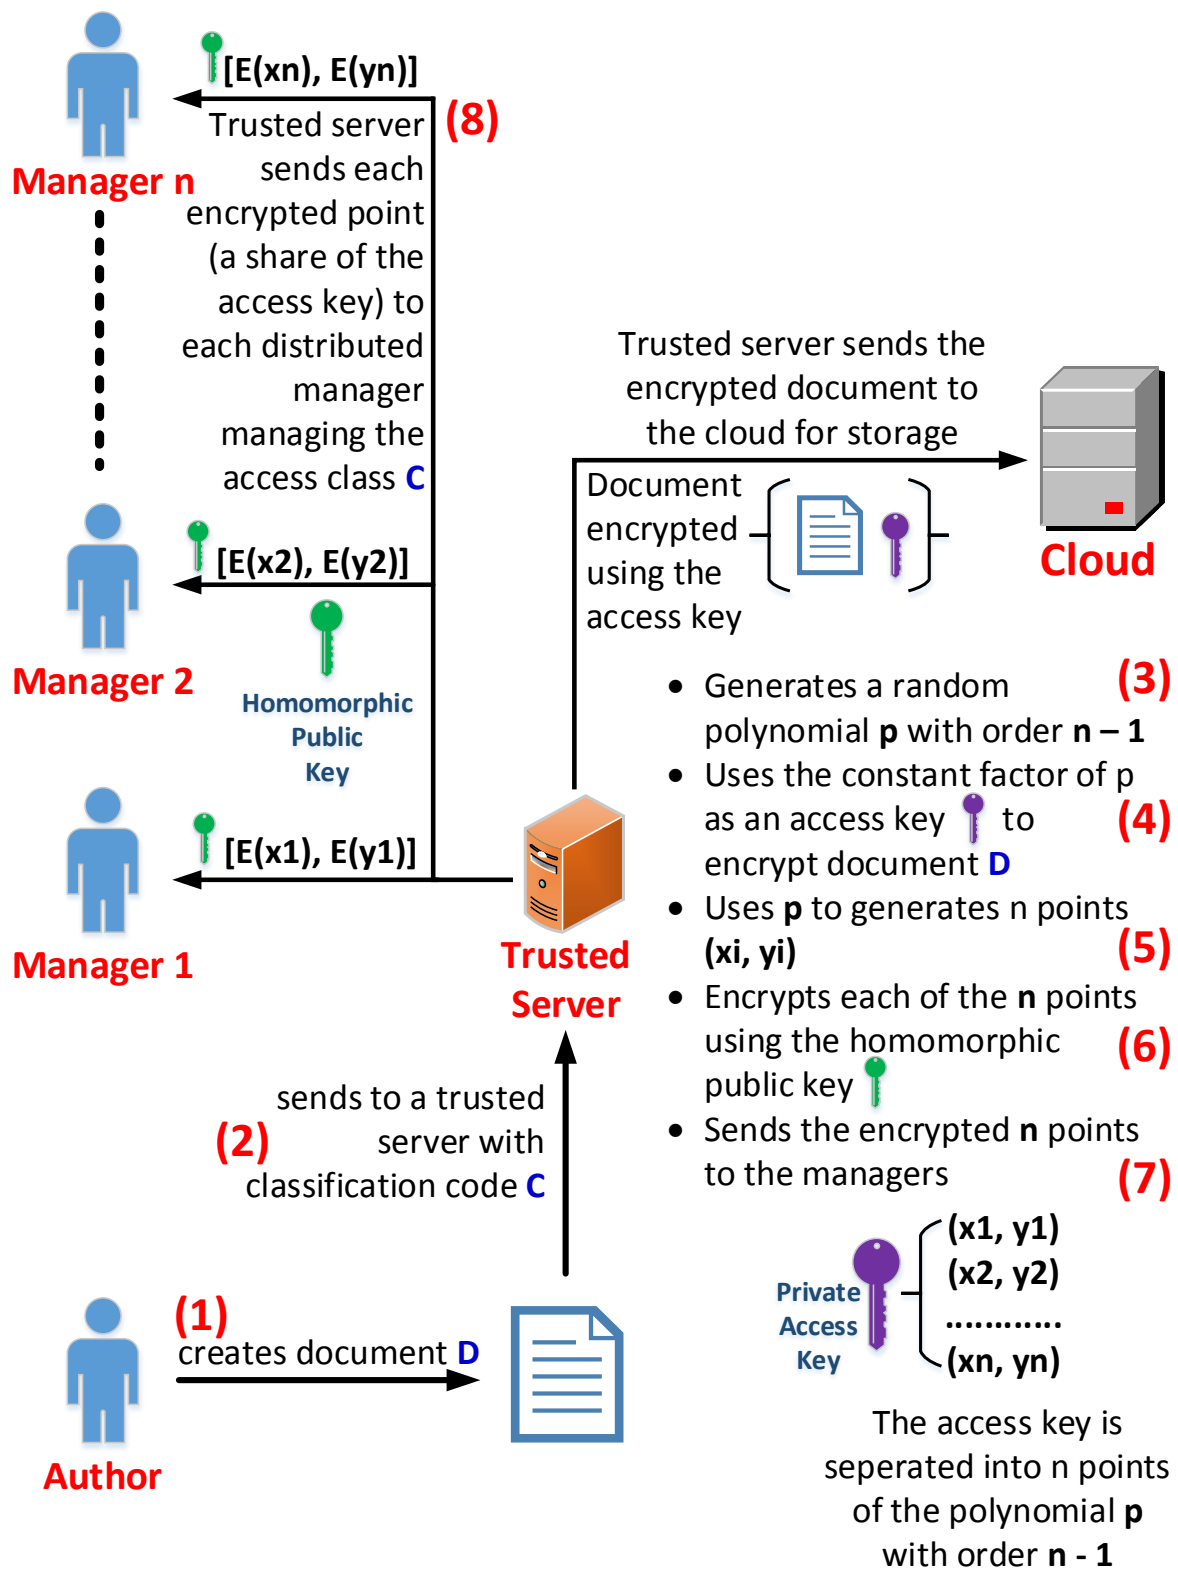 [E(xn), E(yn)]
(8)
Trusted server
sends each
encrypted point
(a share of the
access key) to
each distributed
manager
managing the
access class C
Manager n
Trusted server sends the
encrypted document to
the cloud for storage
Document
encrypted
using the
access key
Cloud
[E(x2), E(y2)]
Manager 2
Homomorphic
Public
Key
[E(x1), E(y1)]
Manager 1
Trusted
Server
• Generates a random
polynomial p with order n – 1
(3)
• Uses the constant factor of p
as an access key to
encrypt document D
(4)
• Uses p to generates n points
(xi, yi)
(5)
• Encrypts each of the n points
using the homomorphic
public key
(6)
• Sends the encrypted n points
to the managers
(7)
sends to a trusted
server with
classification code C
(2)
(1)
creates document D
Author
Private
Access
Key
(x1, y1)
(x2, y2)
............
(xn, yn)
The access key is
seperated into n points
of the polynomial p
with order n - 1